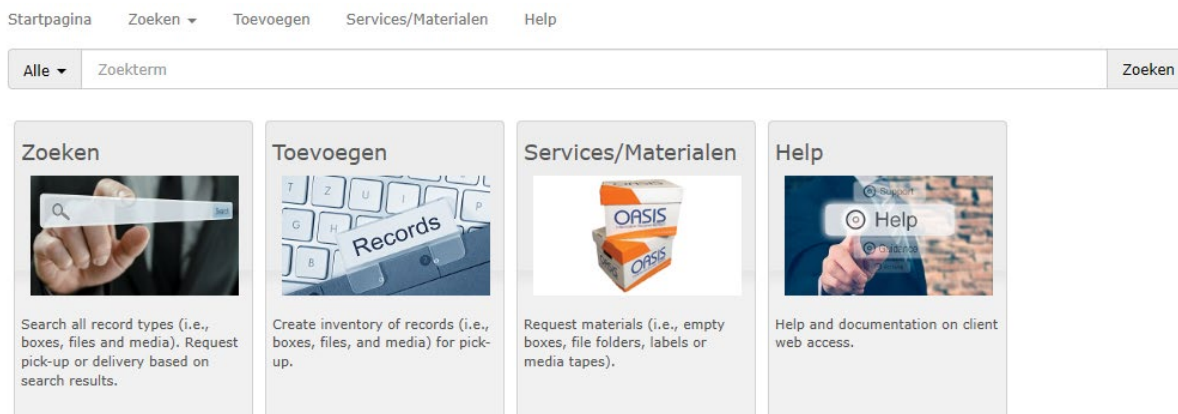 Startpagina Zoeken Toevoegen Services/Materialen Help
Alle Zoekterm Zoeken
Zoeken
Search
Search all record types (i.e.,
boxes, files and media). Request
pick-up or delivery based on
search results.
Toevoegen
T Z U I P
G H
B
Records
Create inventory of records (i.e.,
boxes, files, and media) for pick-
up.
Services/Materialen
OASIS
OASIS
Request materials (i.e., empty
boxes, file folders, labels or
media tapes).
Help
Support
Help
Guidance
Help and documentation on client
web access.